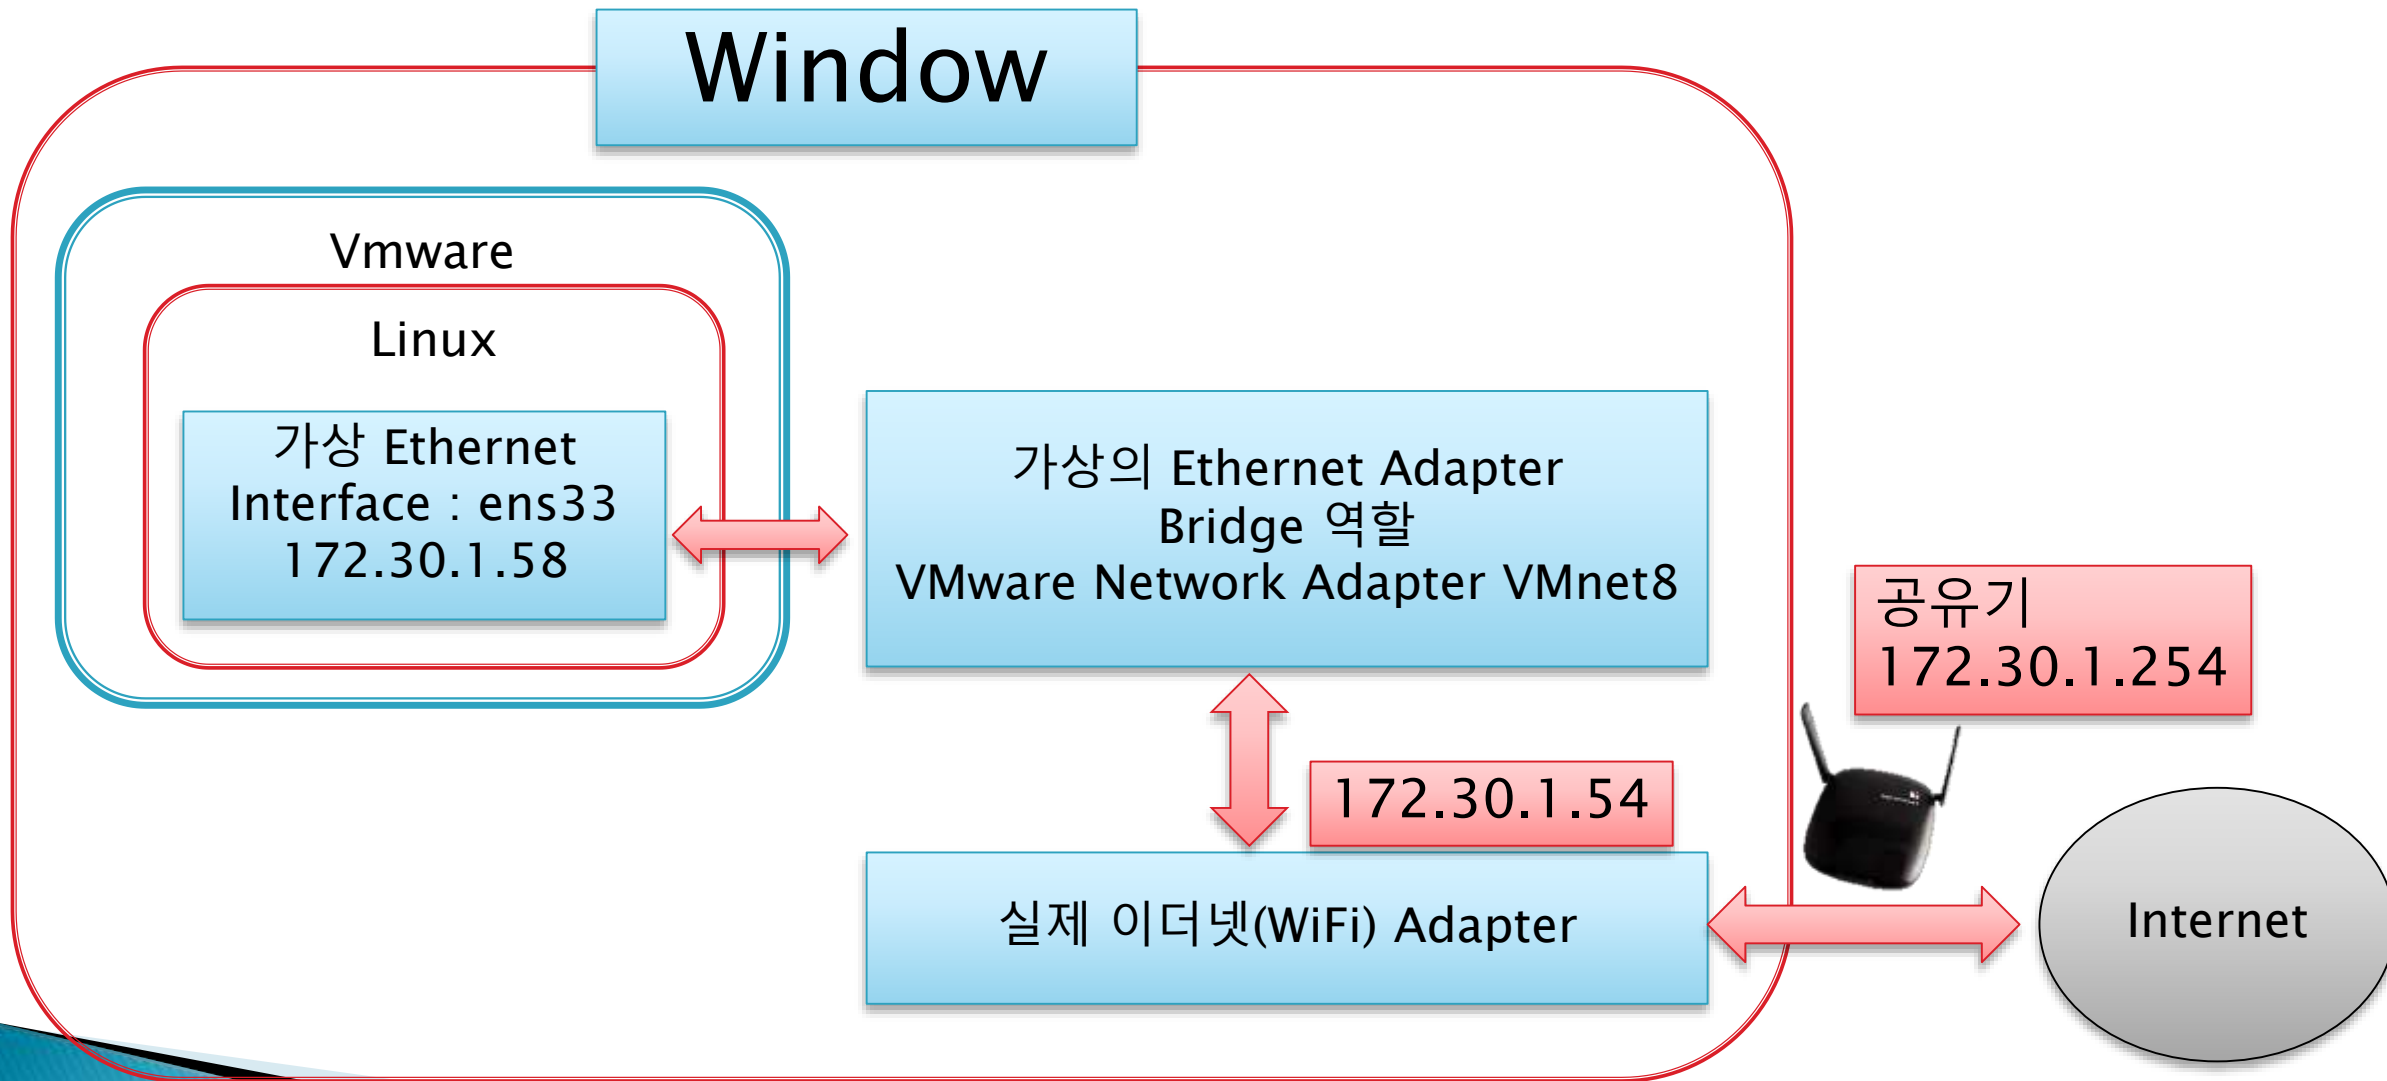 Window
Vmware
Linux
가상 Ethernet
Interface : ens33
172.30.1.58
가상의 Ethernet Adapter
Bridge 역할
VMware Network Adapter VMnet8
공유기
172.30.1.254
172.30.1.54
실제 이더넷(WiFi) Adapter
Internet